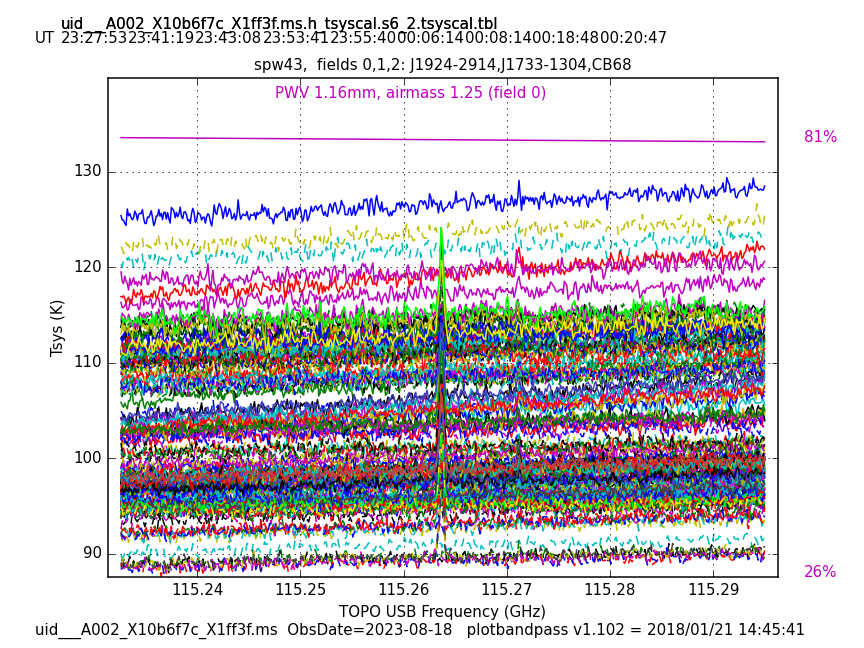 uid___A002_X10b6f7c_X1ff3f.ms.h_tsyscal.s6_2.tsyscal.tbl
UT 23:27:53 23:41:19 23:43:08 23:53:41 23:55:40 00:06:14 00:08:14 00:18:48 00:20:47
spw43,  fields 0,1,2: J1924-2914,J1733-1304,CB68
PWV 1.16mm, airmass 1.25 (field 0)
81%
130
120
110
100
90
Tsys (K)
26%
115.24 115.25 115.26 115.27 115.28 115.29
TOPO USB Frequency (GHz)
uid___A002_X10b6f7c_X1ff3f.ms  ObsDate=2023-08-18   plotbandpass v1.102 = 2018/01/21 14:45:41